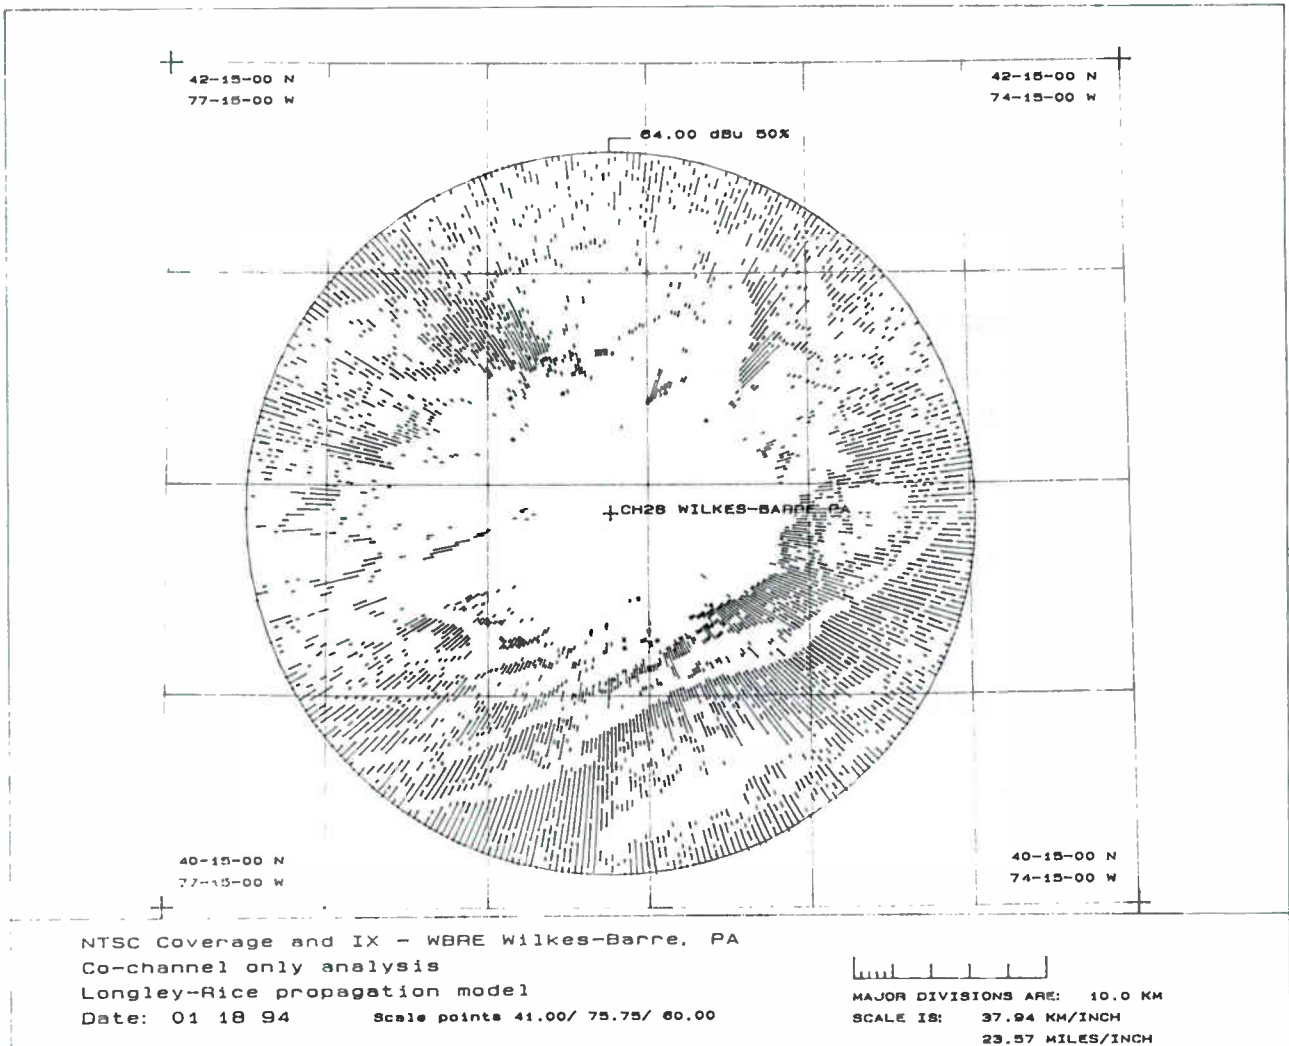 42-15-00 N
77-15-00 W
42-15-00 N
74-15-00 W
64.00 dBu 50%
CH28 WILKES-BARRE PA
40-15-00 N
77-15-00 W
40-15-00 N
74-15-00 W
NTSC Coverage and IX - WBRE Wilkes-Barre, PA
Co-channel only analysis
Longley-Rice propagation model
Date: 01 18 94 Scale points 41.00/ 75.75/ 60.00
MAJOR DIVISIONS ARE: 10.0 KM
SCALE IS: 37.94 KM/INCH
23.57 MILES/INCH